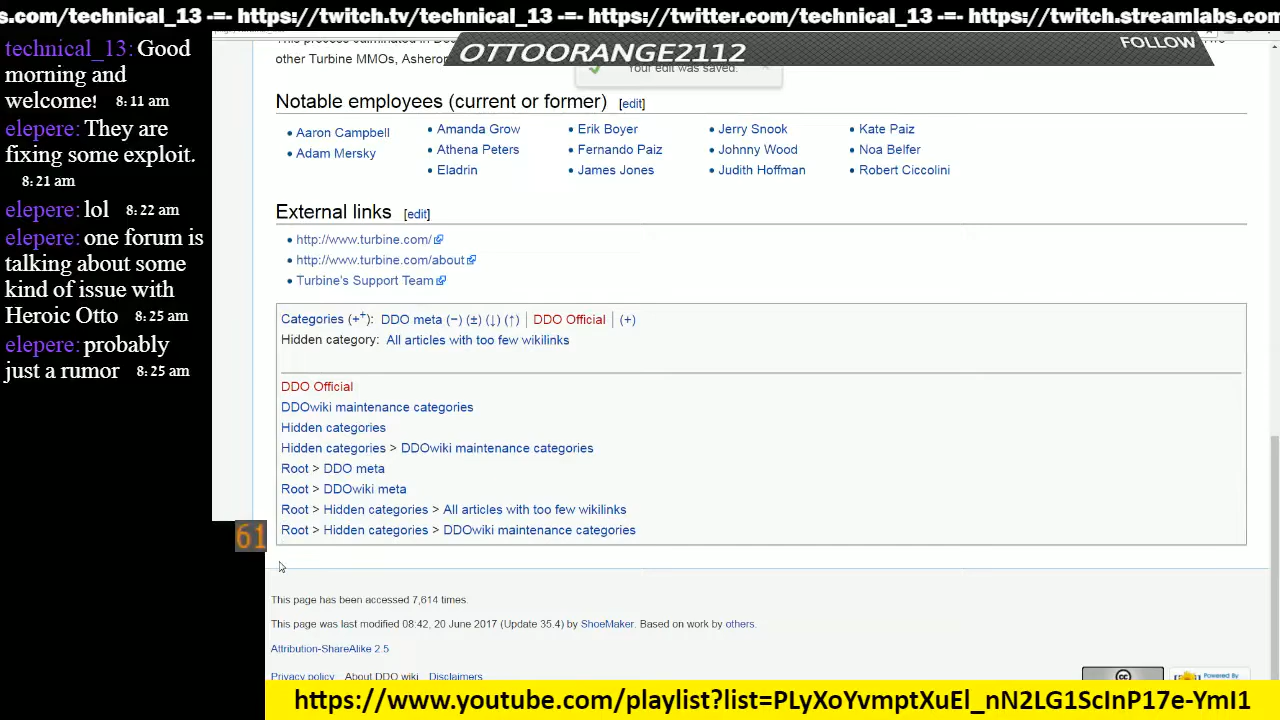 s.com/technical_13 -=- https://twitch.tv/technical_13 -=- https://twitter.com/technical_13 -=- https://twitch.streamlabs.com
technical_13: Good
morning and
welcome! 8:11 am
elepere: They are
fixing some exploit.
8:21 am
elepere: lol 8:22 am
elepere: one forum is
talking about some
kind of issue with
Heroic Otto 8:25 am
elepere: probably
just a rumor 8:25 am
OTTOORANGE2112
FOLLOW
other Turbine MMOs, Asheron
Your edit was saved.
Notable employees (current or former) [edit]
• Aaron Campbell
• Adam Mersky
• Amanda Grow
• Athena Peters
• Eladrin
• Erik Boyer
• Fernando Paiz
• James Jones
• Jerry Snook
• Johnny Wood
• Judith Hoffman
• Kate Paiz
• Noa Belfer
• Robert Ciccolini
External links [edit]
• http://www.turbine.com/
• http://www.turbine.com/about
• Turbine's Support Team
Categories (+⁺): DDO meta (−) (±) (↓) (↑) | DDO Official | (+)
Hidden category: All articles with too few wikilinks
DDO Official
DDOwiki maintenance categories
Hidden categories
Hidden categories > DDOwiki maintenance categories
Root > DDO meta
Root > DDOwiki meta
Root > Hidden categories > All articles with too few wikilinks
Root > Hidden categories > DDOwiki maintenance categories
61
This page has been accessed 7,614 times.
This page was last modified 08:42, 20 June 2017 (Update 35.4) by ShoeMaker. Based on work by others.
Attribution-ShareAlike 2.5
Privacy policy About DDO wiki Disclaimers
cc
Powered By
https://www.youtube.com/playlist?list=PLyXoYvmptXuEl_nN2LG1ScInP17e-YmI1